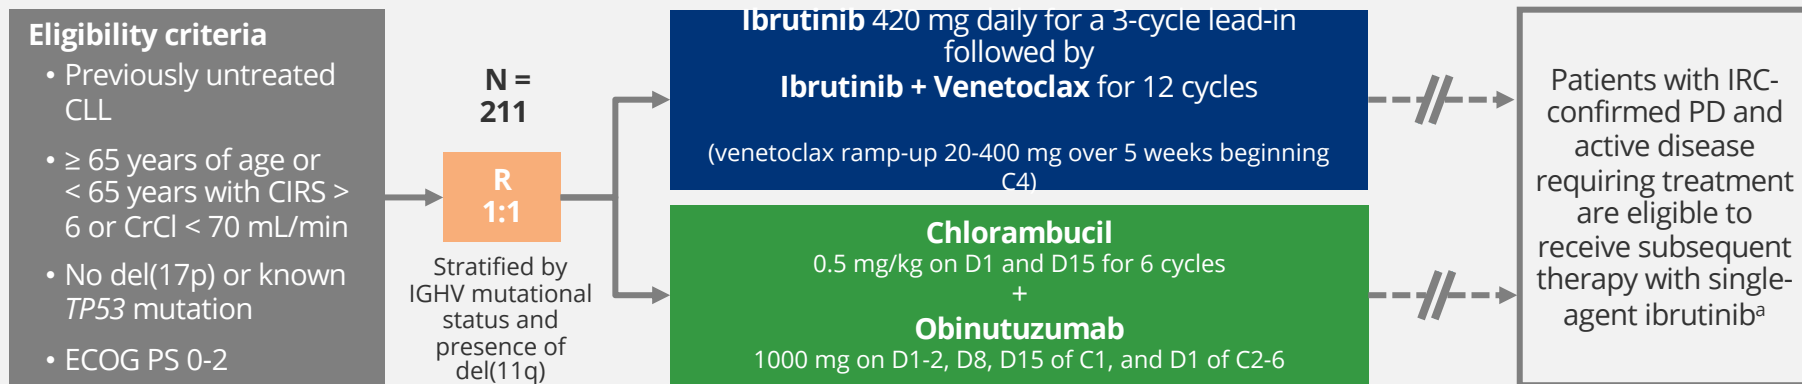 Eligibility criteria
• Previously untreated
CLL
• ≥ 65 years of age or
< 65 years with CIRS >
6 or CrCl < 70 mL/min
• No del(17p) or known
TP53 mutation
• ECOG PS 0-2
N =
211
R
1:1
Stratified by
IGHV mutational
status and
presence of
del(11q)
Ibrutinib 420 mg daily for a 3-cycle lead-in
followed by
Ibrutinib + Venetoclax for 12 cycles
(venetoclax ramp-up 20-400 mg over 5 weeks beginning
C4)
Chlorambucil
0.5 mg/kg on D1 and D15 for 6 cycles
+
Obinutuzumab
1000 mg on D1-2, D8, D15 of C1, and D1 of C2-6
Patients with IRC-
confirmed PD and
active disease
requiring treatment
are eligible to
receive subsequent
therapy with single-
agent ibrutinibᵃ